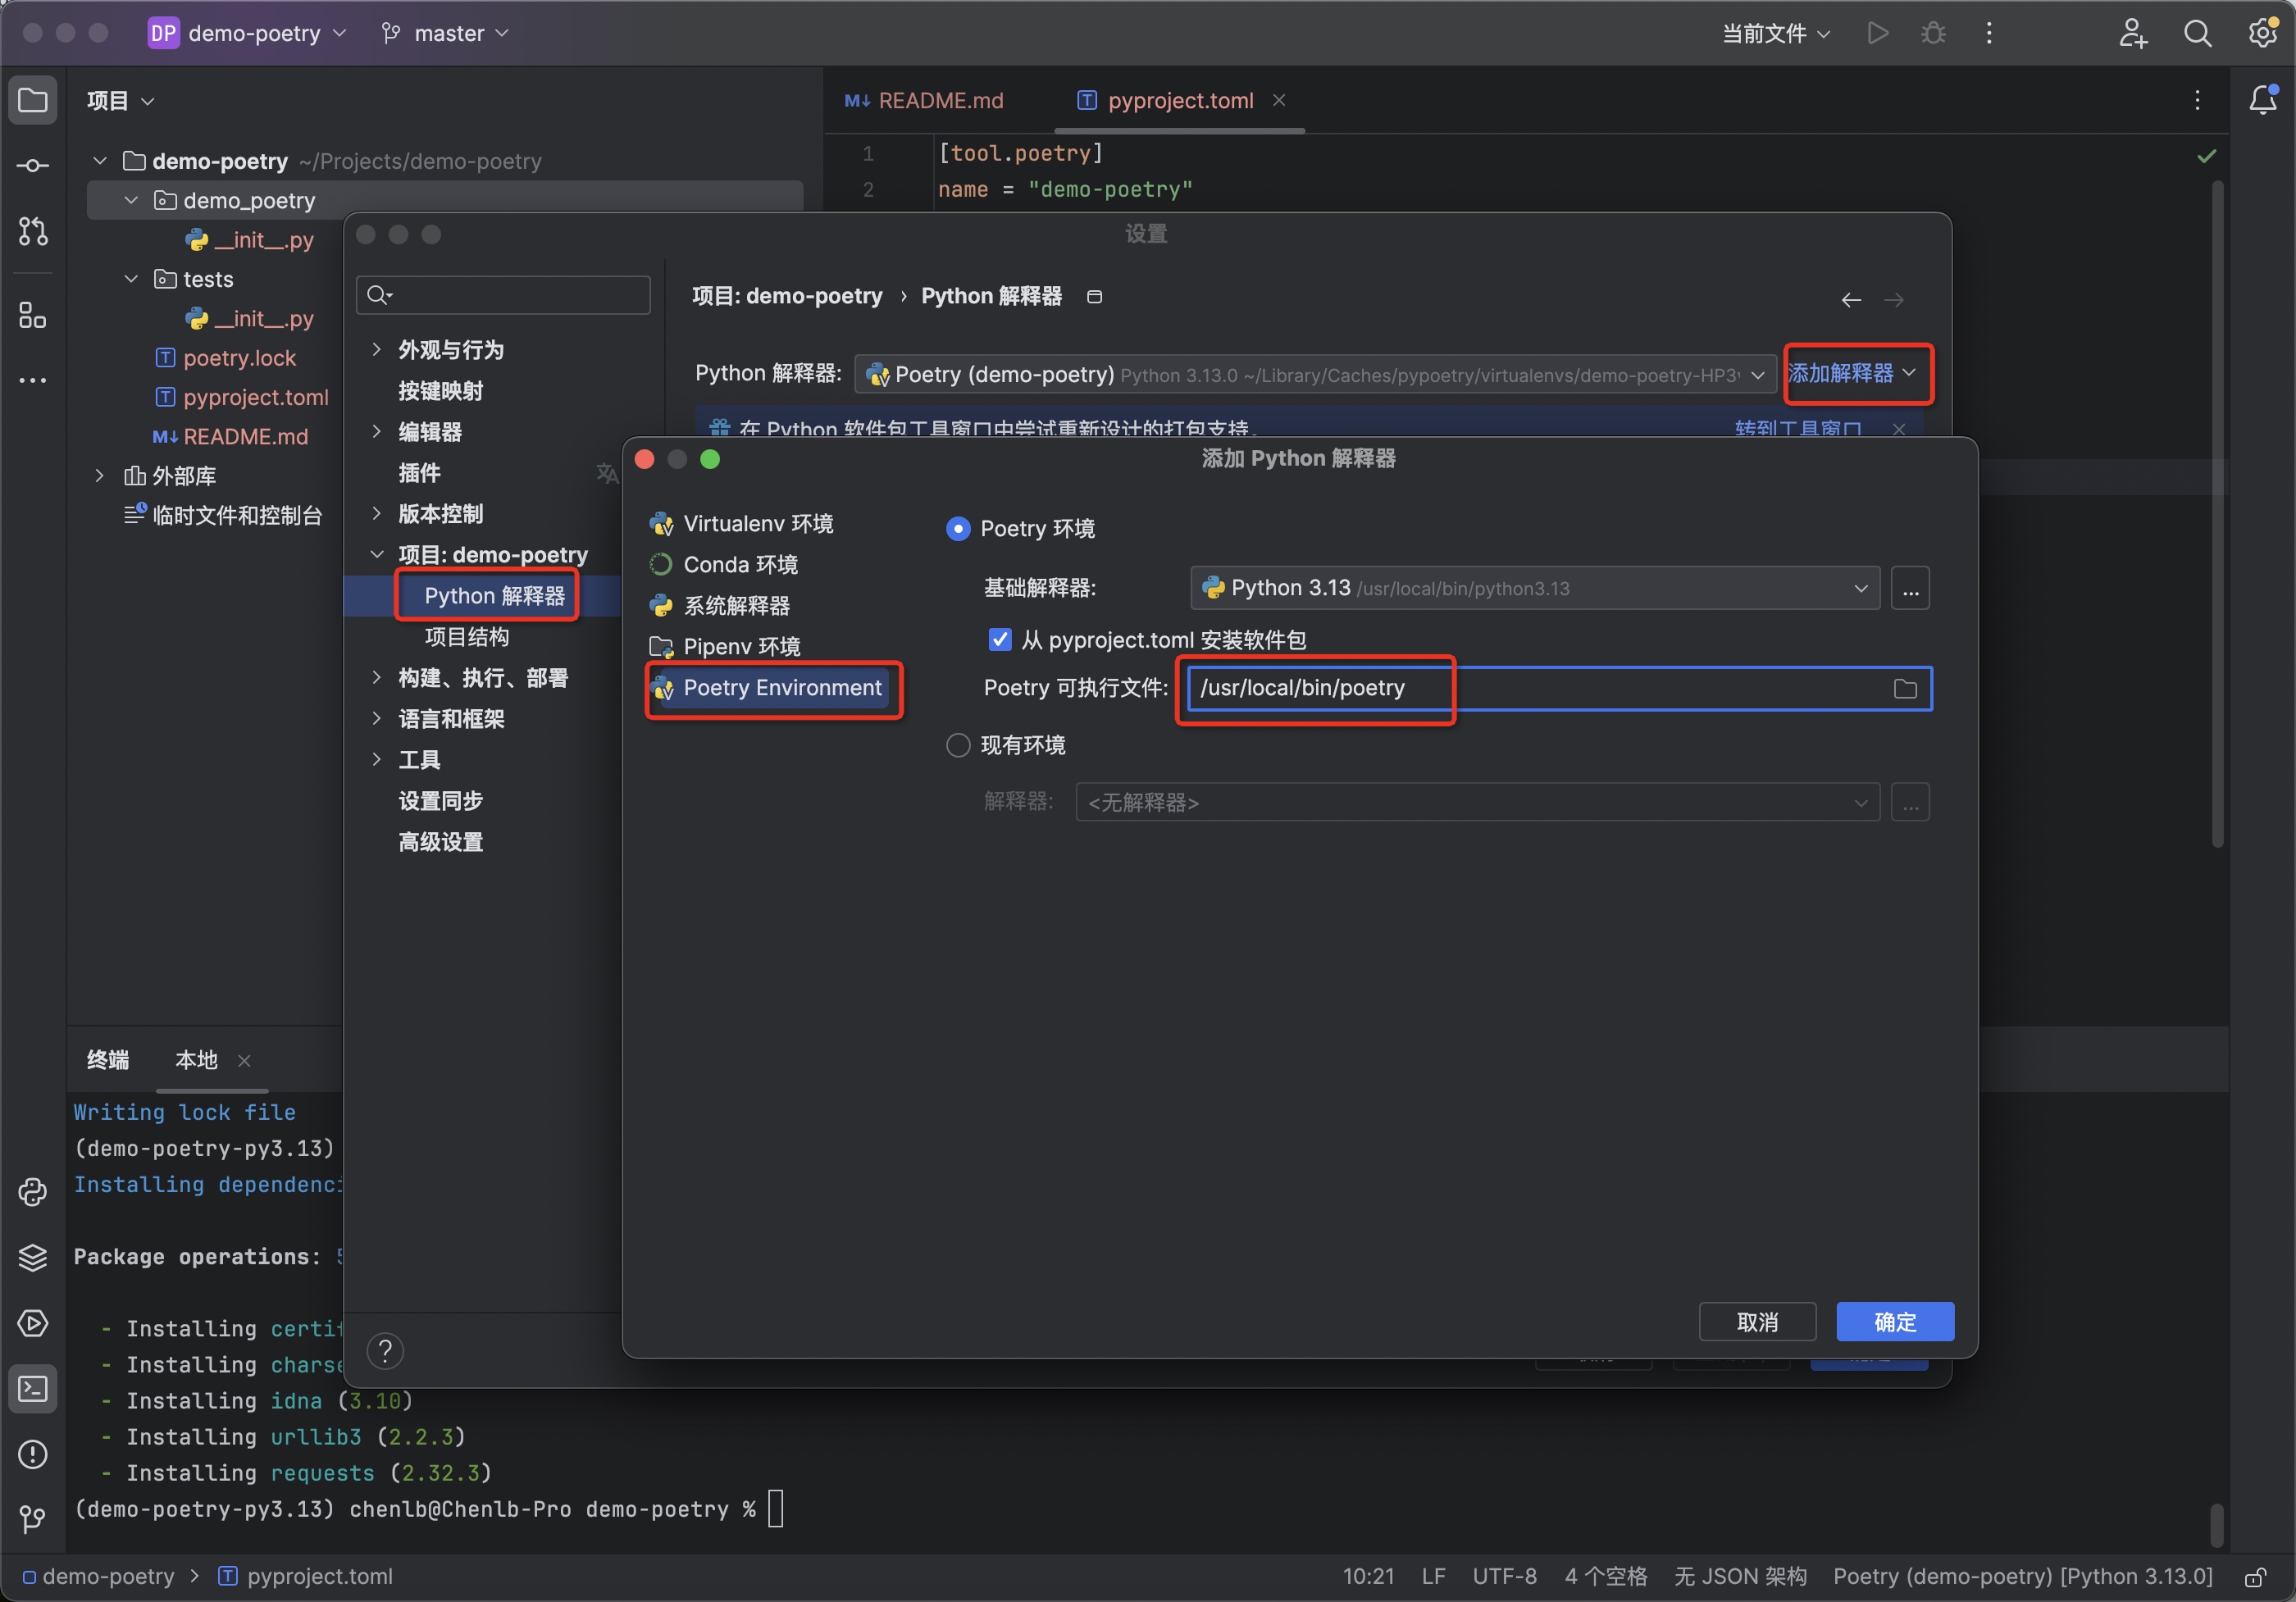 DP demo-poetry master 当前文件
项目
demo-poetry ~/Projects/demo-poetry
demo_poetry
__init__.py
tests
__init__.py
poetry.lock
pyproject.toml
README.md
外部库
临时文件和控制台
README.md pyproject.toml
1 [tool.poetry]
2 name = "demo-poetry"
设置
外观与行为
按键映射
编辑器
插件
版本控制
项目: demo-poetry
Python 解释器
项目结构
构建、执行、部署
语言和框架
工具
设置同步
高级设置
?
项目: demo-poetry › Python 解释器
Python 解释器: Poetry (demo-poetry) Python 3.13.0 ~/Library/Caches/pypoetry/virtualenvs/demo-poetry-HP3 添加解释器
在 Python 软件包工具窗口中尝试重新设计的打包支持。 转到工具窗口
添加 Python 解释器
Virtualenv 环境
Conda 环境
系统解释器
Pipenv 环境
Poetry Environment
Poetry 环境
基础解释器: Python 3.13 /usr/local/bin/python3.13 ...
从 pyproject.toml 安装软件包
Poetry 可执行文件: /usr/local/bin/poetry
现有环境
解释器: <无解释器> ...
取消 确定
终端 本地
Writing lock file
(demo-poetry-py3.13)
Installing dependenc
Package operations:
- Installing certif
- Installing charse
- Installing idna (3.10)
- Installing urllib3 (2.2.3)
- Installing requests (2.32.3)
(demo-poetry-py3.13) chenlb@Chenlb-Pro demo-poetry %
demo-poetry > pyproject.toml 10:21 LF UTF-8 4 个空格 无 JSON 架构 Poetry (demo-poetry) [Python 3.13.0]